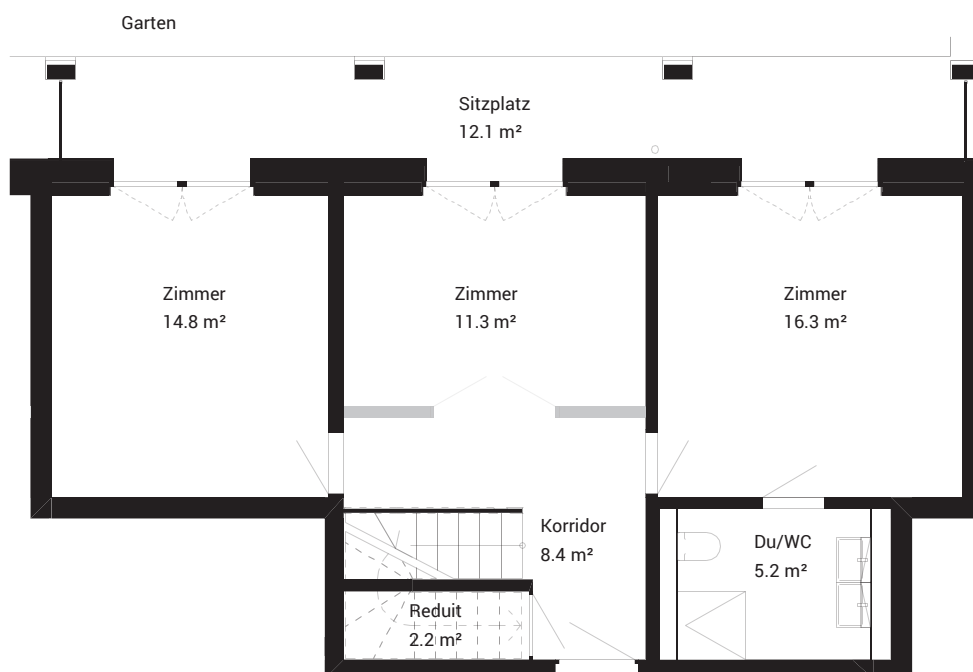 Garten
Sitzplatz
12.1 m²
Zimmer
14.8 m²
Zimmer
11.3 m²
Zimmer
16.3 m²
Korridor
8.4 m²
Du/WC
5.2 m²
Reduit
2.2 m²